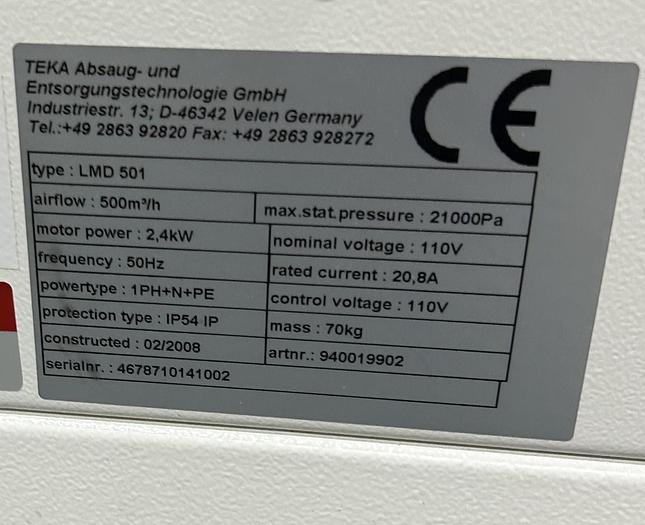 TEKA Absaug- und
Entsorgungstechnologie GmbH
Industriestr. 13; D-46342 Velen Germany
Tel.:+49 2863 92820 Fax: +49 2863 928272
CE
type : LMD 501
airflow : 500m³/h max.stat.pressure : 21000Pa
motor power : 2,4kW nominal voltage : 110V
frequency : 50Hz rated current : 20,8A
powertype : 1PH+N+PE control voltage : 110V
protection type : IP54 IP mass : 70kg
constructed : 02/2008 artnr.: 940019902
serialnr. : 4678710141002